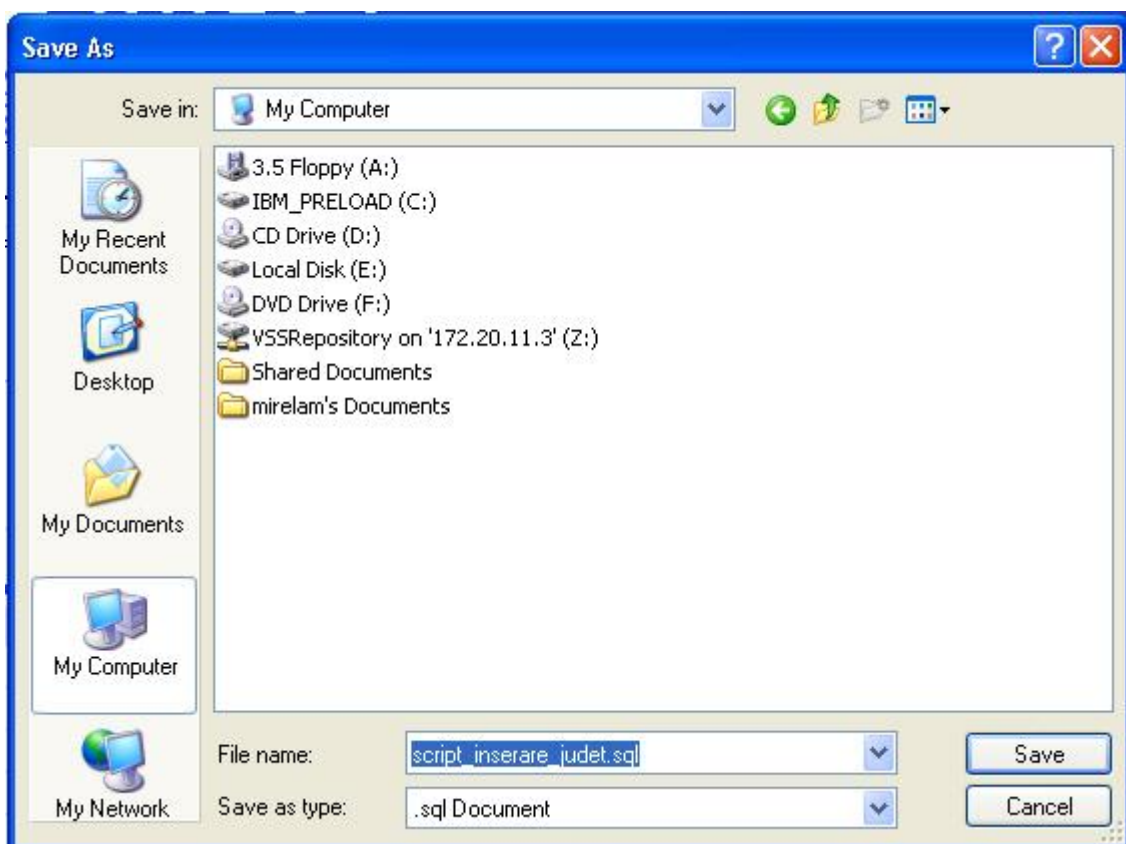 Save As
Save in:
My Computer
3.5 Floppy (A:)
IBM_PRELOAD (C:)
CD Drive (D:)
Local Disk (E:)
DVD Drive (F:)
VSSRepository on '172.20.11.3' (Z:)
Shared Documents
mirelam's Documents
My Recent
Documents
Desktop
My Documents
My Computer
My Network
File name:
script_inserare_judet.sql
Save
Save as type:
.sql Document
Cancel